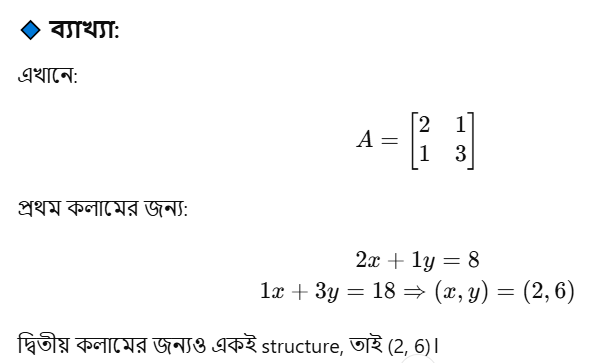 ব্যাখ্যা:
এখানে:
A = [2 1
1 3]
প্রথম কলামের জন্য:
2x + 1y = 8
1x + 3y = 18 ⇒ (x, y) = (2, 6)
দ্বিতীয় কলামের জন্যও একই structure, তাই (2, 6)।